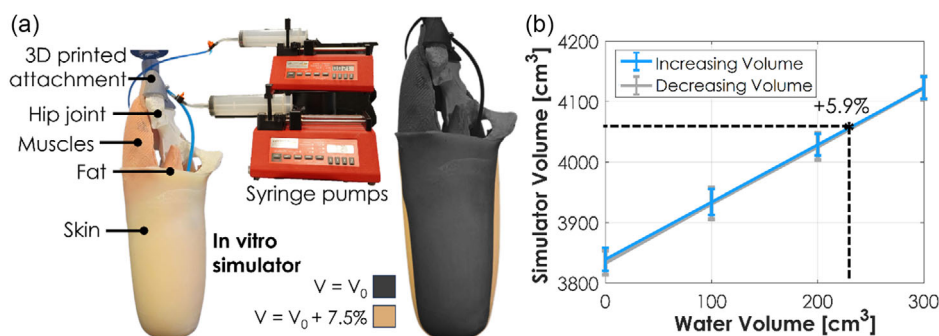 (a)
3D printed
attachment
Hip joint
Muscles
Fat
Skin
Syringe pumps
In vitro
simulator
V = V₀
V = V₀ + 7.5%
(b)
Simulator Volume [cm³]
4200
4100
4000
3900
3800
Increasing Volume
Decreasing Volume
+5.9%
0
100
200
300
Water Volume [cm³]